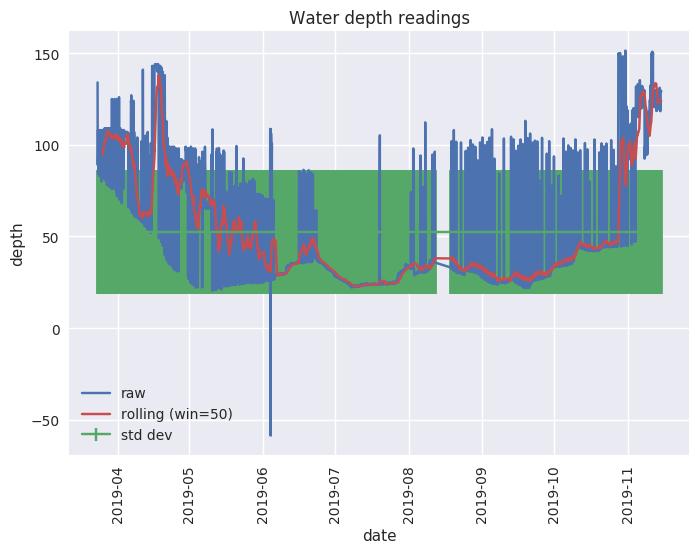 Water depth readings
150
100
50
0
−50
depth
raw
rolling (win=50)
std dev
2019-04
2019-05
2019-06
2019-07
2019-08
2019-09
2019-10
2019-11
date